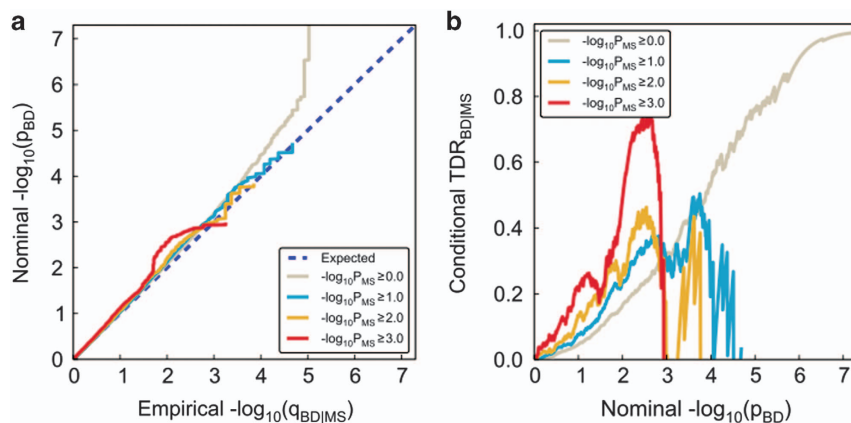 a
Nominal -log10(pBD)
7
6
5
4
3
2
1
0
0 1 2 3 4 5 6 7
Empirical -log10(qBD|MS)
Expected
-log10PMS≥0.0
-log10PMS≥1.0
-log10PMS≥2.0
-log10PMS≥3.0
b
Conditional TDRBD|MS
1.0
0.8
0.6
0.4
0.2
0.0
0 1 2 3 4 5 6 7
Nominal -log10(pBD)
-log10PMS≥0.0
-log10PMS≥1.0
-log10PMS≥2.0
-log10PMS≥3.0